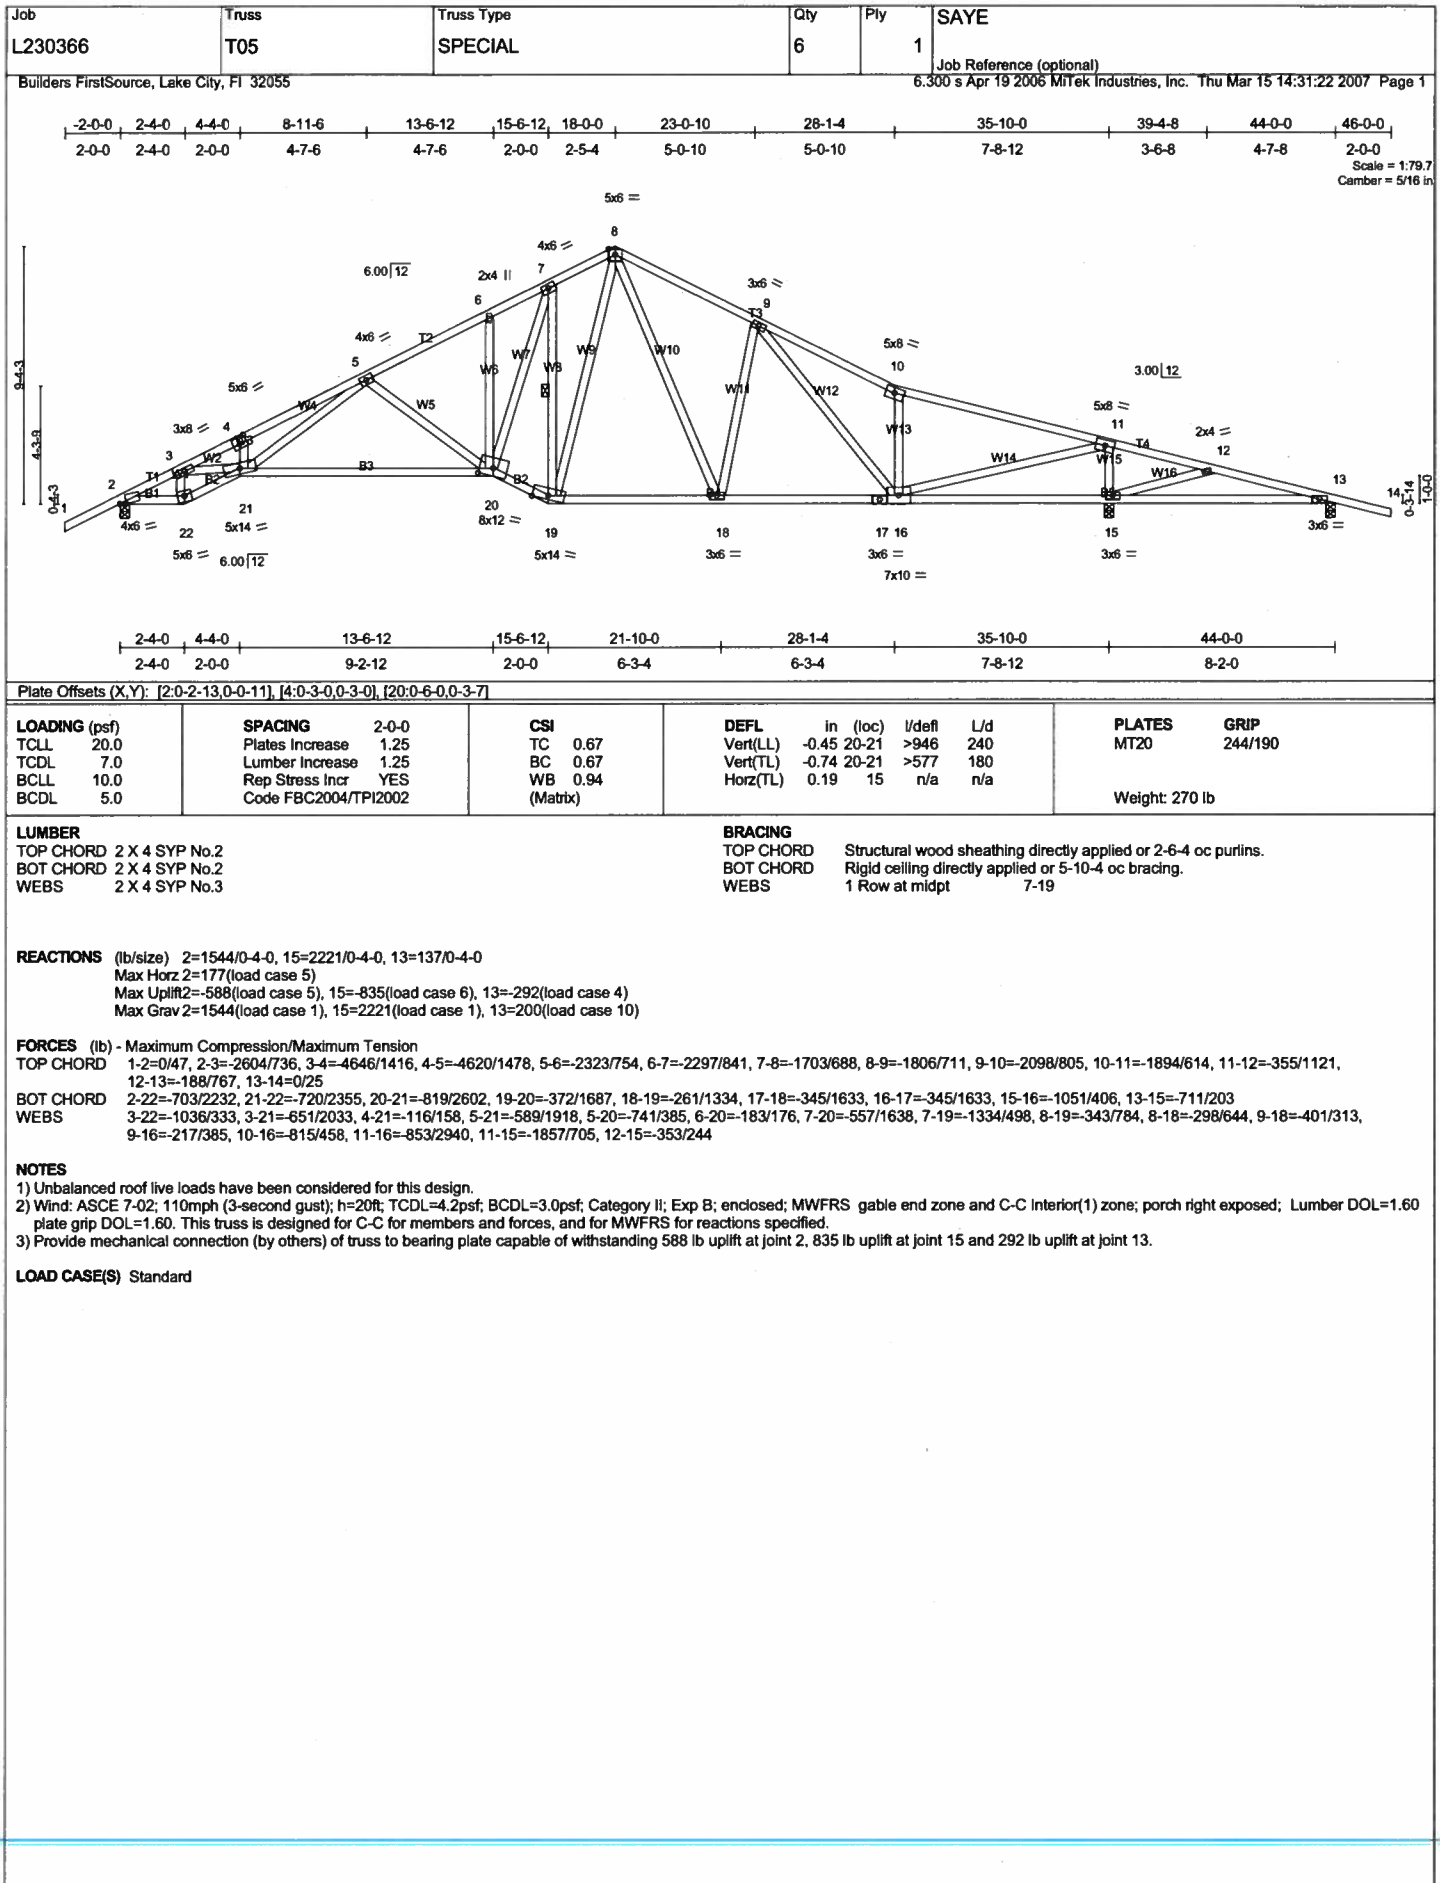 Job Truss Truss Type Qty Ply SAYE
L230366 T05 SPECIAL 6 1
Job Reference (optional)
Builders FirstSource, Lake City, Fl 32055 6.300 s Apr 19 2006 MiTek Industries, Inc. Thu Mar 15 14:31:22 2007 Page 1
-2-0-0 2-4-0 4-4-0 8-11-6 13-6-12 15-6-12 18-0-0 23-0-10 28-1-4 35-10-0 39-4-8 44-0-0 46-0-0
2-0-0 2-4-0 2-0-0 4-7-6 4-7-6 2-0-0 2-5-4 5-0-10 5-0-10 7-8-12 3-6-8 4-7-8 2-0-0
Scale = 1:79.7
Camber = 5/16 in
5x6 =
8
4x6 =
7
6.00 12
2x4 II
6
3x6 =
T3 9
4x6 =
5
T2
5x8 =
10
3.00 12
9-4-3
4-3-9
0-4-3
5x6 =
4
3x8 =
3
W4 W5 W6 W7 W8 W9 W10 W11 W12 W13
5x8 =
11
T4
2x4 =
12
W14 W15 W16
13
14
0-3-14
1-0-0
T1 W2 B2 B3 B2
2 B1
1
4x6 =
22
5x6 =
21
5x14 =
6.00 12
20
8x12 =
19
5x14 =
18
3x6 =
17 16
3x6 =
7x10 =
15
3x6 =
3x6 =
2-4-0 4-4-0 13-6-12 15-6-12 21-10-0 28-1-4 35-10-0 44-0-0
2-4-0 2-0-0 9-2-12 2-0-0 6-3-4 6-3-4 7-8-12 8-2-0
Plate Offsets (X,Y): [2:0-2-13,0-0-11], [4:0-3-0,0-3-0], [20:0-6-0,0-3-7]
LOADING (psf)
TCLL 20.0
TCDL 7.0
BCLL 10.0
BCDL 5.0
SPACING 2-0-0
Plates Increase 1.25
Lumber Increase 1.25
Rep Stress Incr YES
Code FBC2004/TPI2002
CSI
TC 0.67
BC 0.67
WB 0.94
(Matrix)
DEFL in (loc) l/defl L/d
Vert(LL) -0.45 20-21 >946 240
Vert(TL) -0.74 20-21 >577 180
Horz(TL) 0.19 15 n/a n/a
PLATES GRIP
MT20 244/190
Weight: 270 lb
LUMBER
TOP CHORD 2 X 4 SYP No.2
BOT CHORD 2 X 4 SYP No.2
WEBS 2 X 4 SYP No.3
BRACING
TOP CHORD Structural wood sheathing directly applied or 2-6-4 oc purlins.
BOT CHORD Rigid ceiling directly applied or 5-10-4 oc bracing.
WEBS 1 Row at midpt 7-19
REACTIONS (lb/size) 2=1544/0-4-0, 15=2221/0-4-0, 13=137/0-4-0
Max Horz 2=177(load case 5)
Max Uplift2=-588(load case 5), 15=-835(load case 6), 13=-292(load case 4)
Max Grav 2=1544(load case 1), 15=2221(load case 1), 13=200(load case 10)
FORCES (lb) - Maximum Compression/Maximum Tension
TOP CHORD 1-2=0/47, 2-3=-2604/736, 3-4=-4646/1416, 4-5=-4620/1478, 5-6=-2323/754, 6-7=-2297/841, 7-8=-1703/688, 8-9=-1806/711, 9-10=-2098/805, 10-11=-1894/614, 11-12=-355/1121,
12-13=-188/767, 13-14=0/25
BOT CHORD 2-22=-703/2232, 21-22=-720/2355, 20-21=-819/2602, 19-20=-372/1687, 18-19=-261/1334, 17-18=-345/1633, 16-17=-345/1633, 15-16=-1051/406, 13-15=-711/203
WEBS 3-22=-1036/333, 3-21=-651/2033, 4-21=-116/158, 5-21=-589/1918, 5-20=-741/385, 6-20=-183/176, 7-20=-557/1638, 7-19=-1334/498, 8-19=-343/784, 8-18=-298/644, 9-18=-401/313,
9-16=-217/385, 10-16=-815/458, 11-16=-853/2940, 11-15=-1857/705, 12-15=-353/244
NOTES
1) Unbalanced roof live loads have been considered for this design.
2) Wind: ASCE 7-02; 110mph (3-second gust); h=20ft; TCDL=4.2psf; BCDL=3.0psf; Category II; Exp B; enclosed; MWFRS gable end zone and C-C Interior(1) zone; porch right exposed; Lumber DOL=1.60
plate grip DOL=1.60. This truss is designed for C-C for members and forces, and for MWFRS for reactions specified.
3) Provide mechanical connection (by others) of truss to bearing plate capable of withstanding 588 lb uplift at joint 2, 835 lb uplift at joint 15 and 292 lb uplift at joint 13.
LOAD CASE(S) Standard